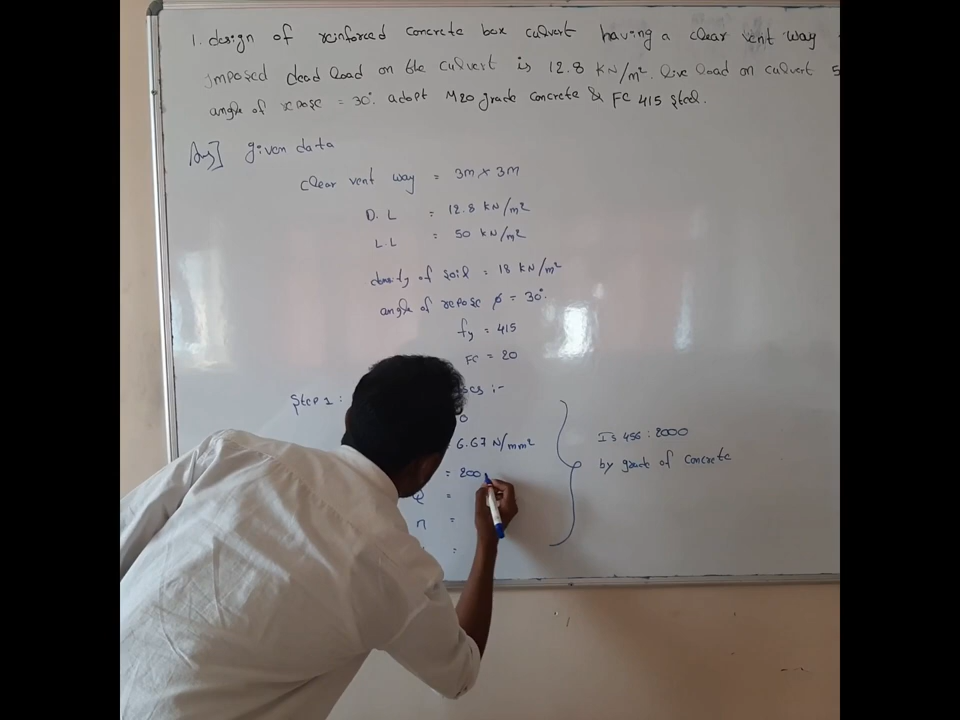 1. design of reinforced concrete box culvert having a clear vent way
imposed dead load on the culvert is 12.8 KN/m². live load on culvert 5
angle of repose = 30°. adopt M20 grade concrete & FC 415 steel.
Ans] given data
clear vent way = 3m x 3M
D.L = 12.8 KN/m²
L.L = 50 KN/m²
density of soil = 18 KN/m²
angle of repose ø = 30°.
fy = 415
FC = 20
Step 1: :-
0
= 6.67 N/mm²
= 200
Q =
n =
=
IS 456 : 2000
by grade of concrete